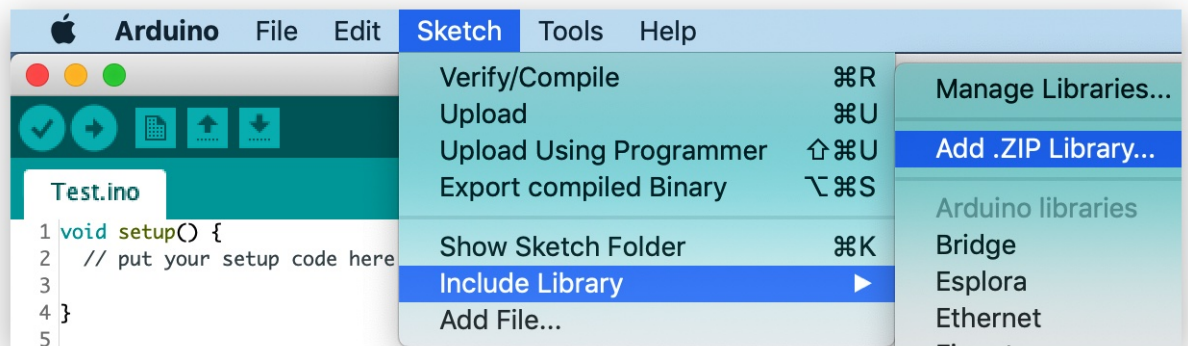 Arduino File Edit Sketch Tools Help
Verify/Compile ⌘R
Upload ⌘U
Upload Using Programmer ⇧⌘U
Export compiled Binary ⌥⌘S
Show Sketch Folder ⌘K
Include Library ▶
Add File...
Manage Libraries...
Add .ZIP Library...
Arduino libraries
Bridge
Esplora
Ethernet
Test.ino
1 void setup() {
2 // put your setup code here
3
4 }
5